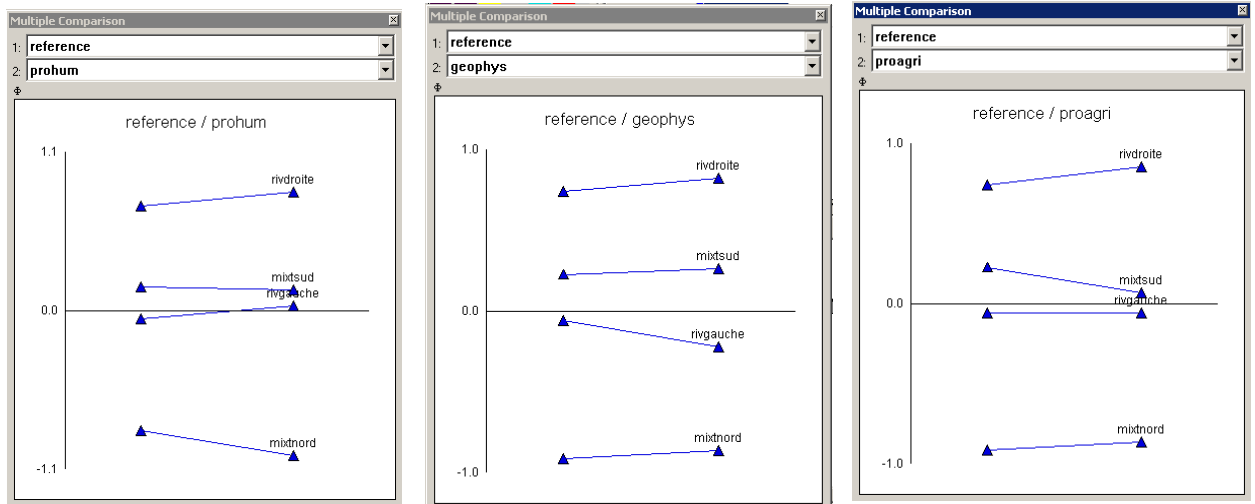 Multiple Comparison
1: reference
2: prohum
Φ
reference / prohum
1.1
rivdroite
mixtsud
rivgauche
0.0
mixtnord
-1.1
Multiple Comparison
1: reference
2: geophys
Φ
reference / geophys
1.0
rivdroite
mixtsud
0.0
rivgauche
mixtnord
-1.0
Multiple Comparison
1: reference
2: proagri
Φ
reference / proagri
1.0
rivdroite
mixtsud
rivgauche
0.0
mixtnord
-1.0